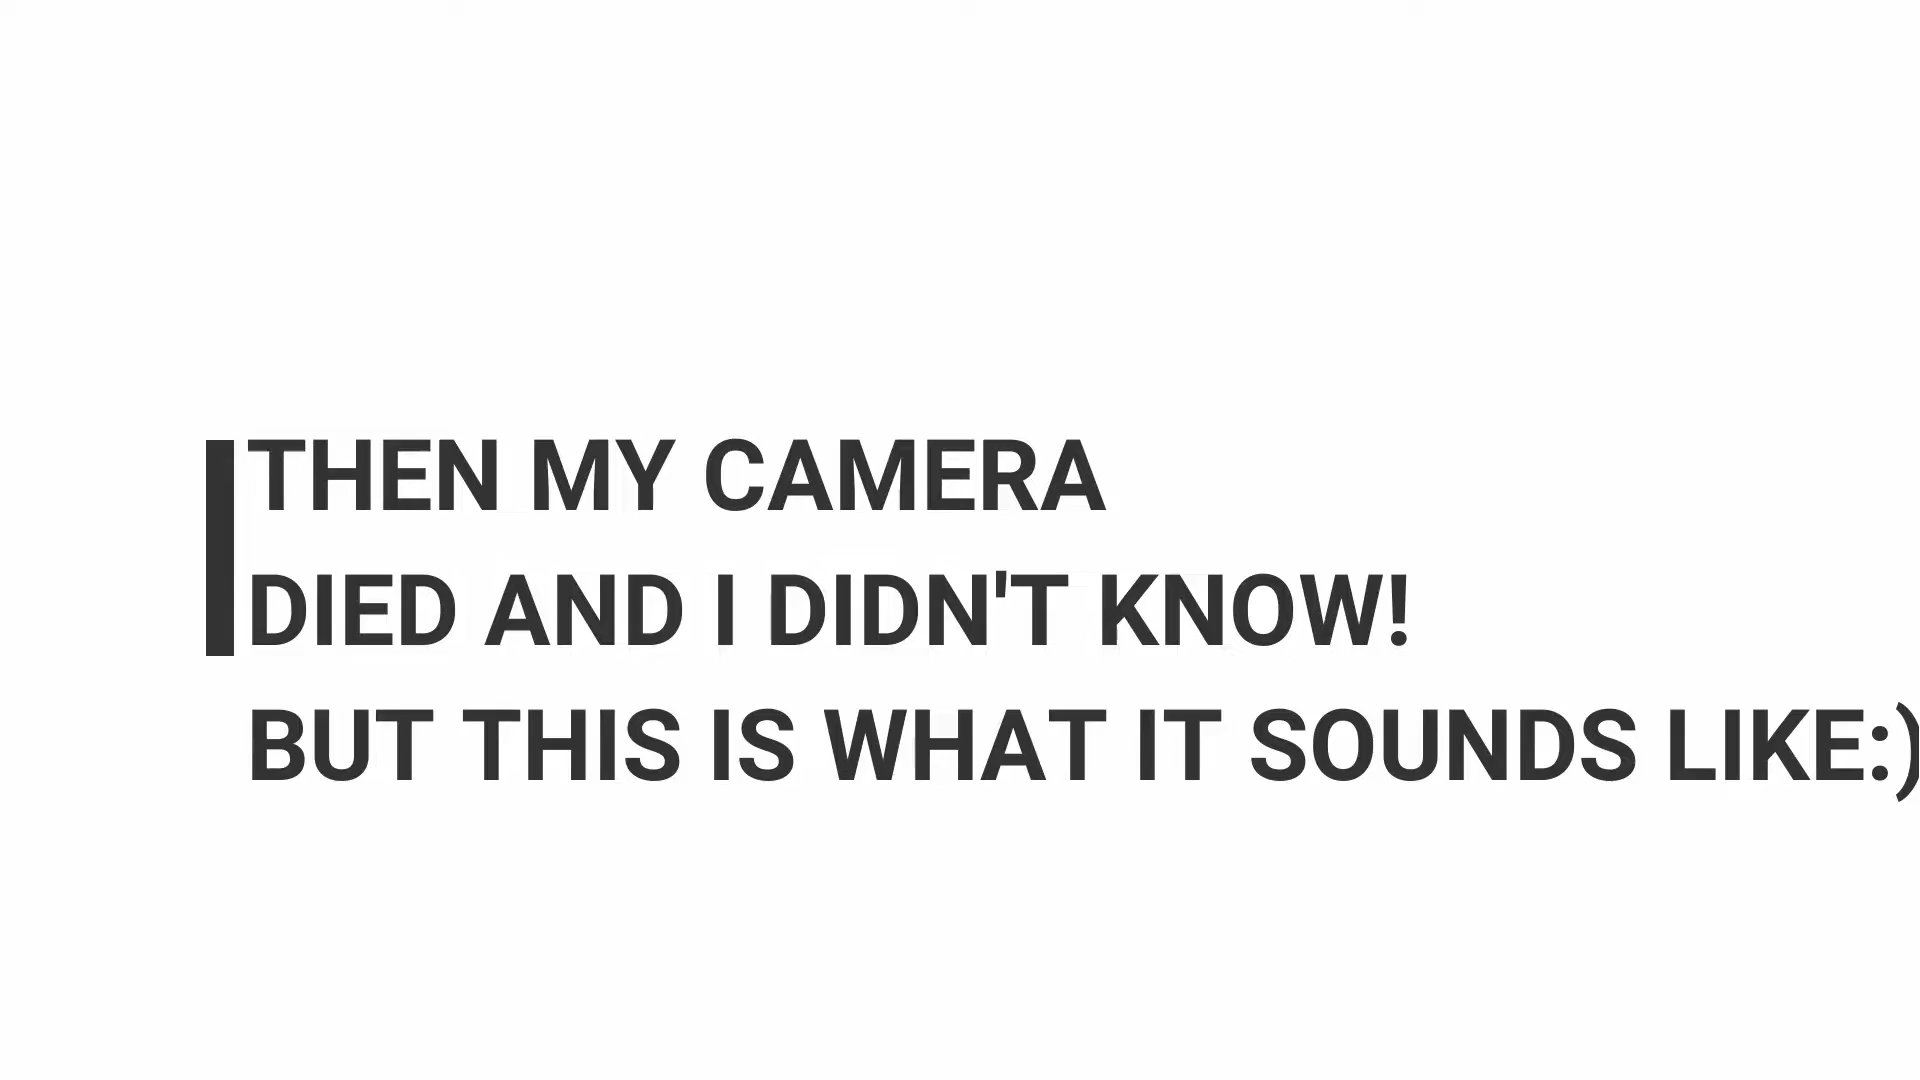 THEN MY CAMERA
DIED AND I DIDN'T KNOW!
BUT THIS IS WHAT IT SOUNDS LIKE:)